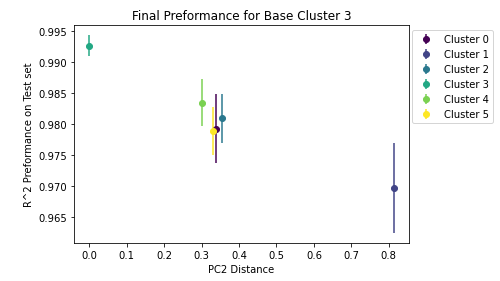 Final Preformance for Base Cluster 3
R^2 Preformance on Test set
0.995
0.990
0.985
0.980
0.975
0.970
0.965
0.0 0.1 0.2 0.3 0.4 0.5 0.6 0.7 0.8
PC2 Distance
Cluster 0
Cluster 1
Cluster 2
Cluster 3
Cluster 4
Cluster 5